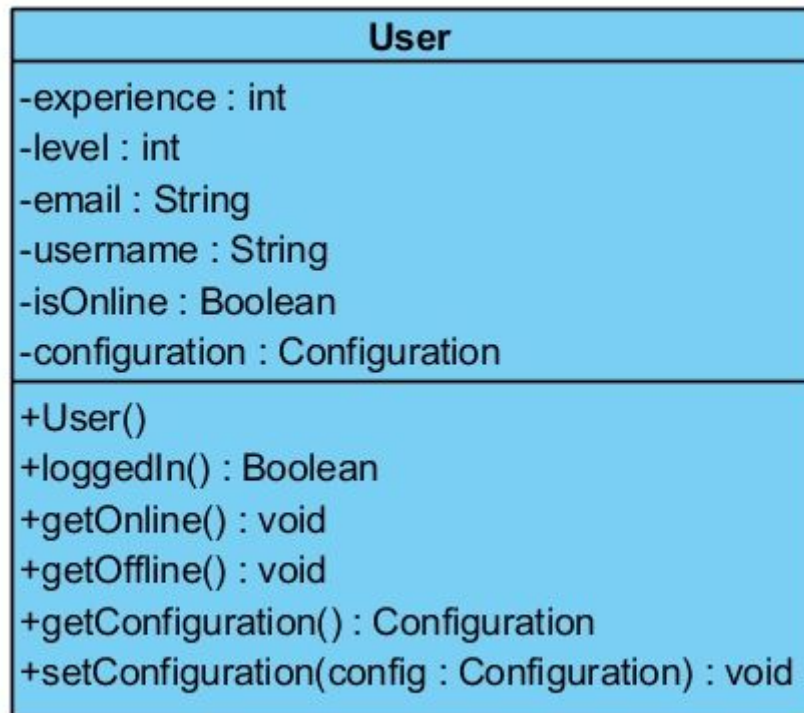 User
-experience : int
-level : int
-email : String
-username : String
-isOnline : Boolean
-configuration : Configuration
+User()
+loggedIn() : Boolean
+getOnline() : void
+getOffline() : void
+getConfiguration() : Configuration
+setConfiguration(config : Configuration) : void